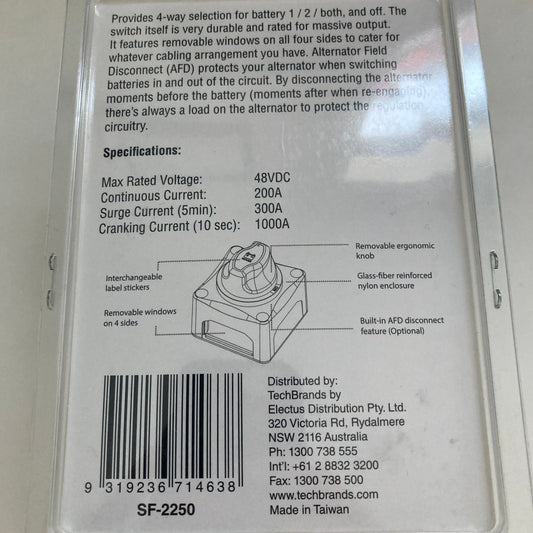 Provides 4-way selection for battery 1 / 2 / both, and off. The
switch itself is very durable and rated for massive output.
It features removable windows on all four sides to cater for
whatever cabling arrangement you have. Alternator Field
Disconnect (AFD) protects your alternator when switching
batteries in and out of the circuit. By disconnecting the alternator
moments before the battery (moments after when re-engaging),
there's always a load on the alternator to protect the regulation
circuitry.
Specifications:
Max Rated Voltage: 48VDC
Continuous Current: 200A
Surge Current (5min): 300A
Cranking Current (10 sec): 1000A
Removable ergonomic
knob
Interchangeable
label stickers
Glass-fiber reinforced
nylon enclosure
Removable windows
on 4 sides
Built-in AFD disconnect
feature (Optional)
9 319236 714638
SF-2250
Distributed by:
TechBrands by
Electus Distribution Pty. Ltd.
320 Victoria Rd, Rydalmere
NSW 2116 Australia
Ph: 1300 738 555
Int'l: +61 2 8832 3200
Fax: 1300 738 500
www.techbrands.com
Made in Taiwan